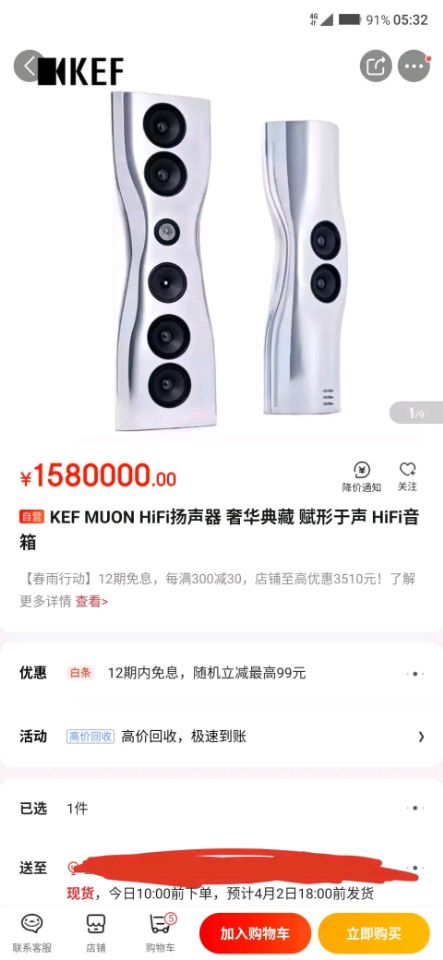 4G 91% 05:32
KEF
1/9
¥1580000.00
降价通知 关注
自营 KEF MUON HiFi扬声器 奢华典藏 赋形于声 HiFi音
箱
【春雨行动】12期免息，每满300减30，店铺至高优惠3510元！了解
更多详情 查看>
优惠 白条 12期内免息，随机立减最高99元
活动 高价回收 高价回收，极速到账
已选 1件
送至
现货，今日10:00前下单，预计4月2日18:00前发货
联系客服 店铺 购物车 5 加入购物车 立即购买